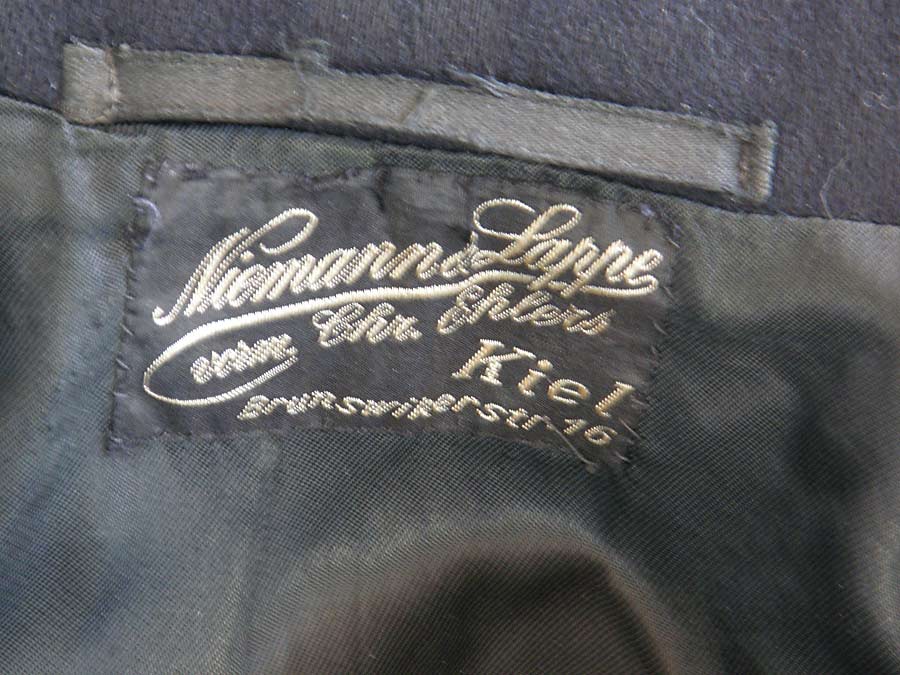 Niemann & Lappe
vorm. Chr. Ehlers
Kiel
Brunswikerstr. 16